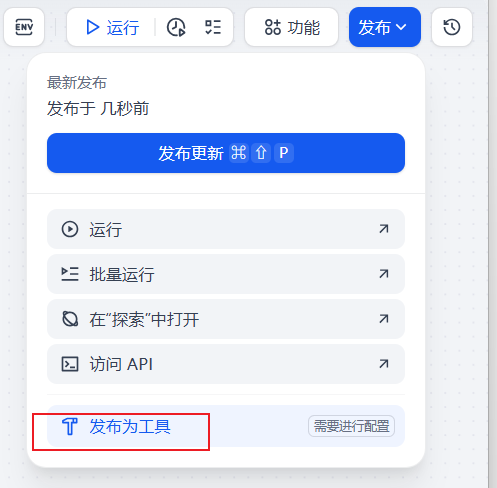 ENV 运行 功能 发布
最新发布
发布于 几秒前
发布更新 ⌘ ⇧ P
运行
批量运行
在“探索”中打开
访问 API
发布为工具 需要进行配置